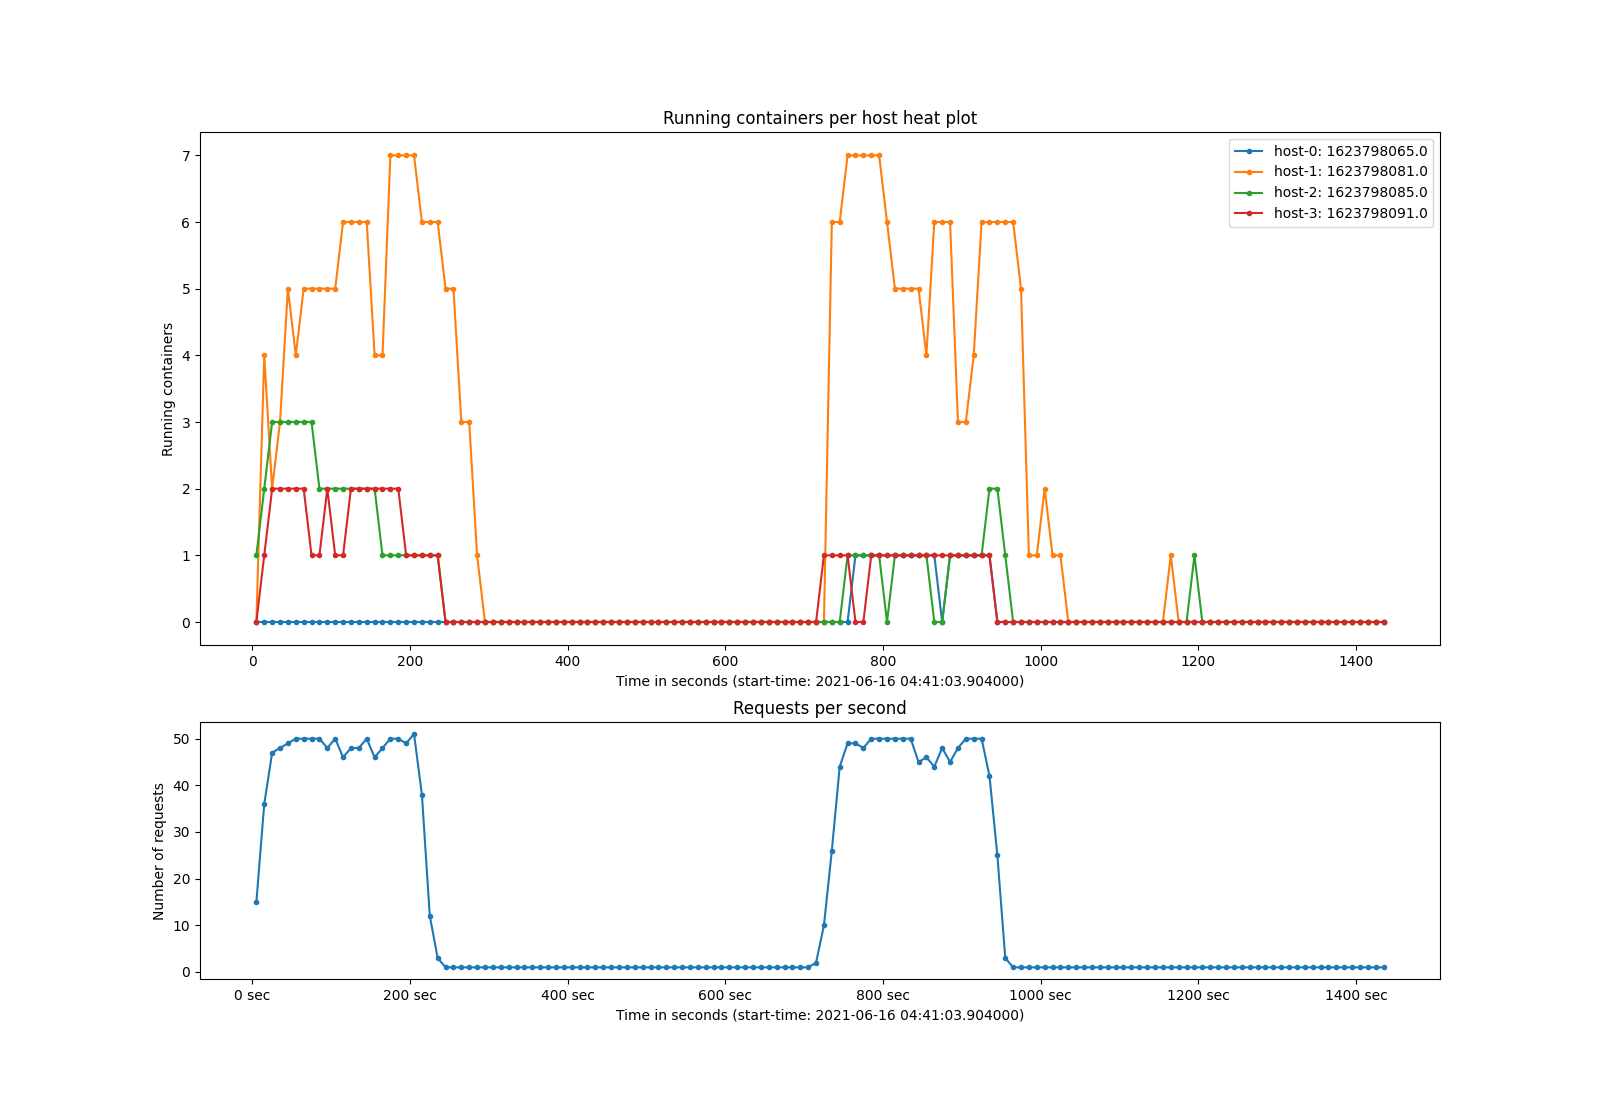 Running containers per host heat plot
host-0: 1623798065.0
host-1: 1623798081.0
host-2: 1623798085.0
host-3: 1623798091.0
7
6
5
4
3
2
1
0
Running containers
0 200 400 600 800 1000 1200 1400
Time in seconds (start-time: 2021-06-16 04:41:03.904000)
Requests per second
50
40
30
20
10
0
Number of requests
0 sec 200 sec 400 sec 600 sec 800 sec 1000 sec 1200 sec 1400 sec
Time in seconds (start-time: 2021-06-16 04:41:03.904000)